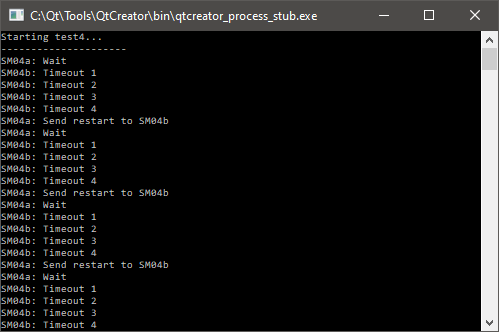 C:\Qt\Tools\QtCreator\bin\qtcreator_process_stub.exe
Starting test4...
---------------------
SM04a: Wait
SM04b: Timeout 1
SM04b: Timeout 2
SM04b: Timeout 3
SM04b: Timeout 4
SM04a: Send restart to SM04b
SM04a: Wait
SM04b: Timeout 1
SM04b: Timeout 2
SM04b: Timeout 3
SM04b: Timeout 4
SM04a: Send restart to SM04b
SM04a: Wait
SM04b: Timeout 1
SM04b: Timeout 2
SM04b: Timeout 3
SM04b: Timeout 4
SM04a: Send restart to SM04b
SM04a: Wait
SM04b: Timeout 1
SM04b: Timeout 2
SM04b: Timeout 3
SM04b: Timeout 4